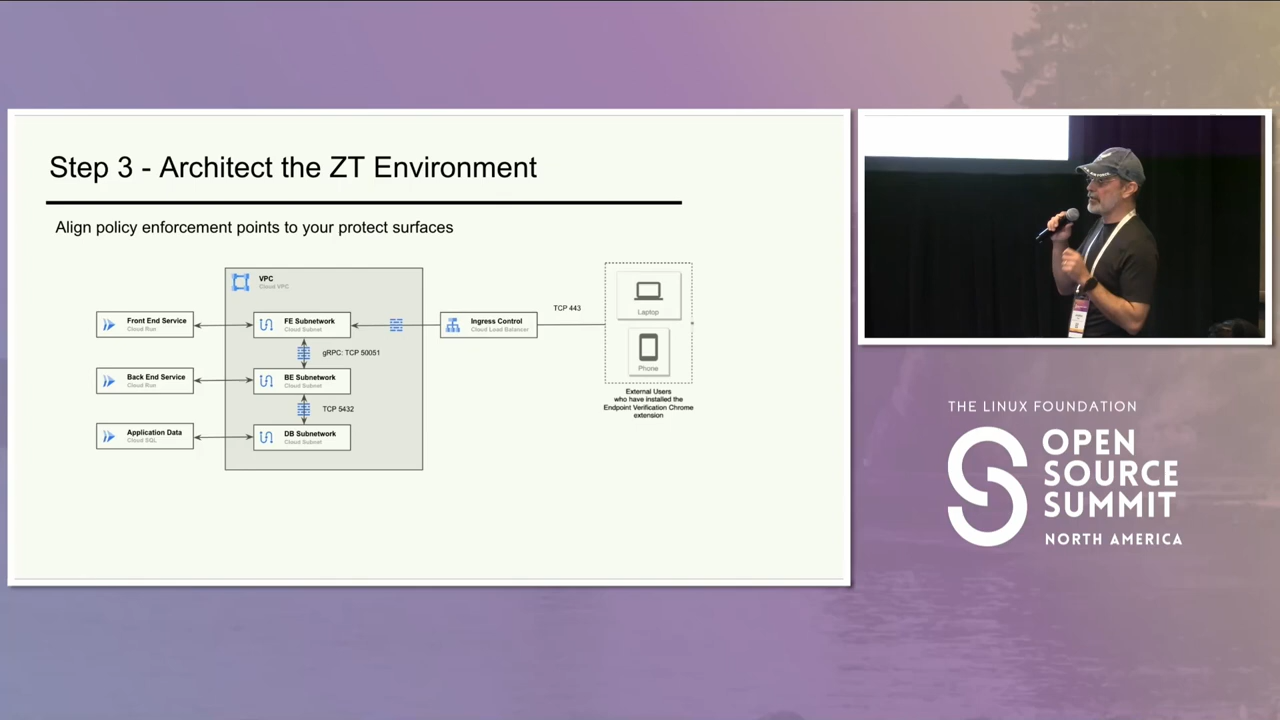 Step 3 - Architect the ZT Environment
Align policy enforcement points to your protect surfaces
VPC
Cloud VPC
Front End Service
Cloud Run
FE Subnetwork
Cloud Subnet
Ingress Control
Cloud Load Balancer
TCP 443
Laptop
gRPC: TCP 50051
Back End Service
Cloud Run
BE Subnetwork
Cloud Subnet
Phone
TCP 5432
External Users
who have installed the
Endpoint Verification Chrome
extension
Application Data
Cloud SQL
DB Subnetwork
Cloud Subnet
THE LINUX FOUNDATION
OPEN
SOURCE
SUMMIT
NORTH AMERICA